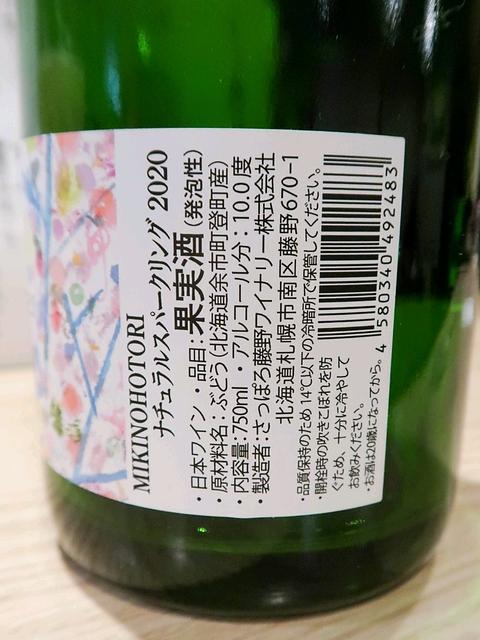 MIKINOHOTORI
ナチュラルスパークリング 2020
・日本ワイン ・品目:果実酒(発泡性)
・原材料名:ぶどう(北海道余市町登町産)
・内容量:750ml ・アルコール分:10.0度
・製造者:さっぽろ藤野ワイナリー株式会社
北海道札幌市南区藤野670-1
・品質保持のため14℃以下の冷暗所で保管してください。
・開栓時の吹きこぼれを防
ぐため、十分に冷やして
お飲みください。
・お酒は20歳になってから。
4 580340 492483